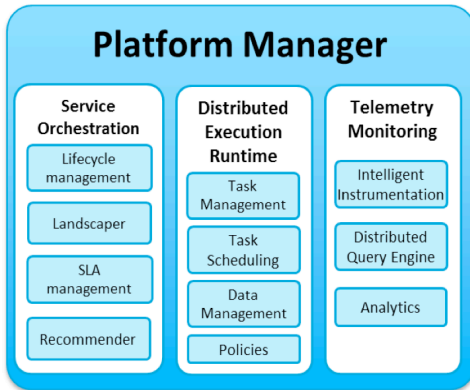 Platform Manager
Service
Orchestration
Lifecycle
management
Landscaper
SLA
management
Recommender
Distributed
Execution
Runtime
Task
Management
Task
Scheduling
Data
Management
Policies
Telemetry
Monitoring
Intelligent
Instrumentation
Distributed
Query Engine
Analytics